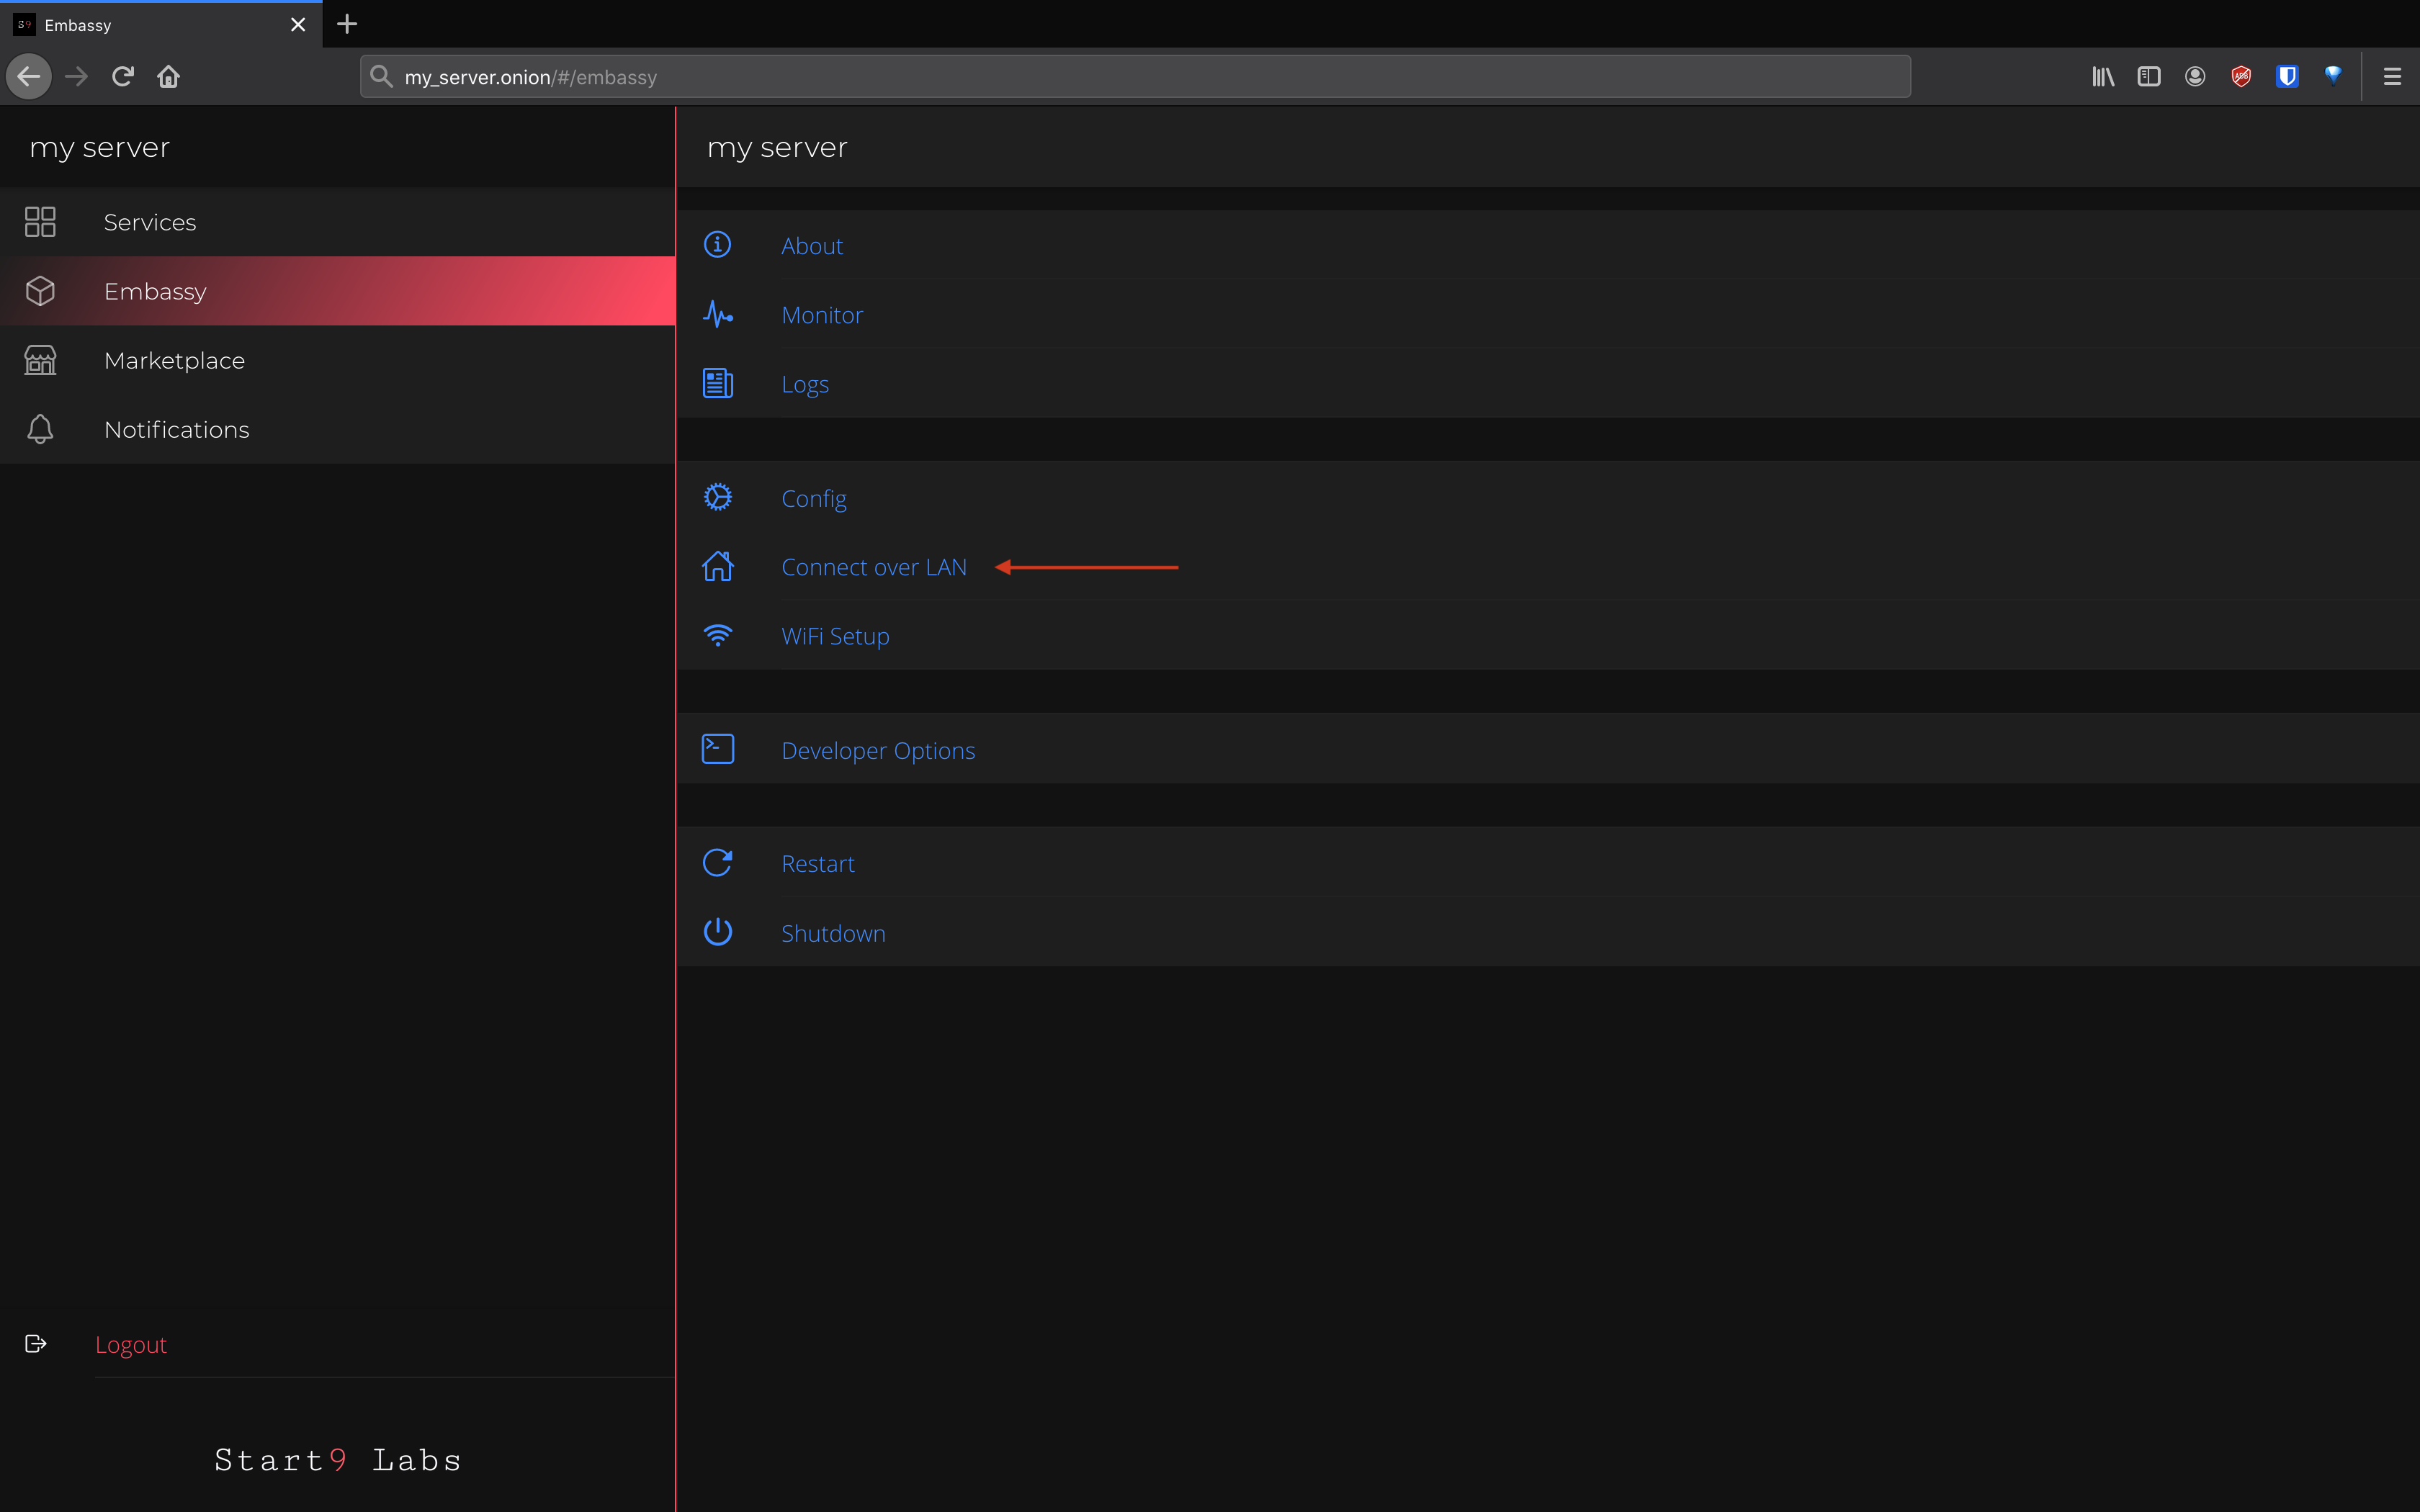 Embassy
my_server.onion/#/embassy
my server
Services
Embassy
Marketplace
Notifications
Logout
Start9 Labs
my server
About
Monitor
Logs
Config
Connect over LAN
WiFi Setup
Developer Options
Restart
Shutdown